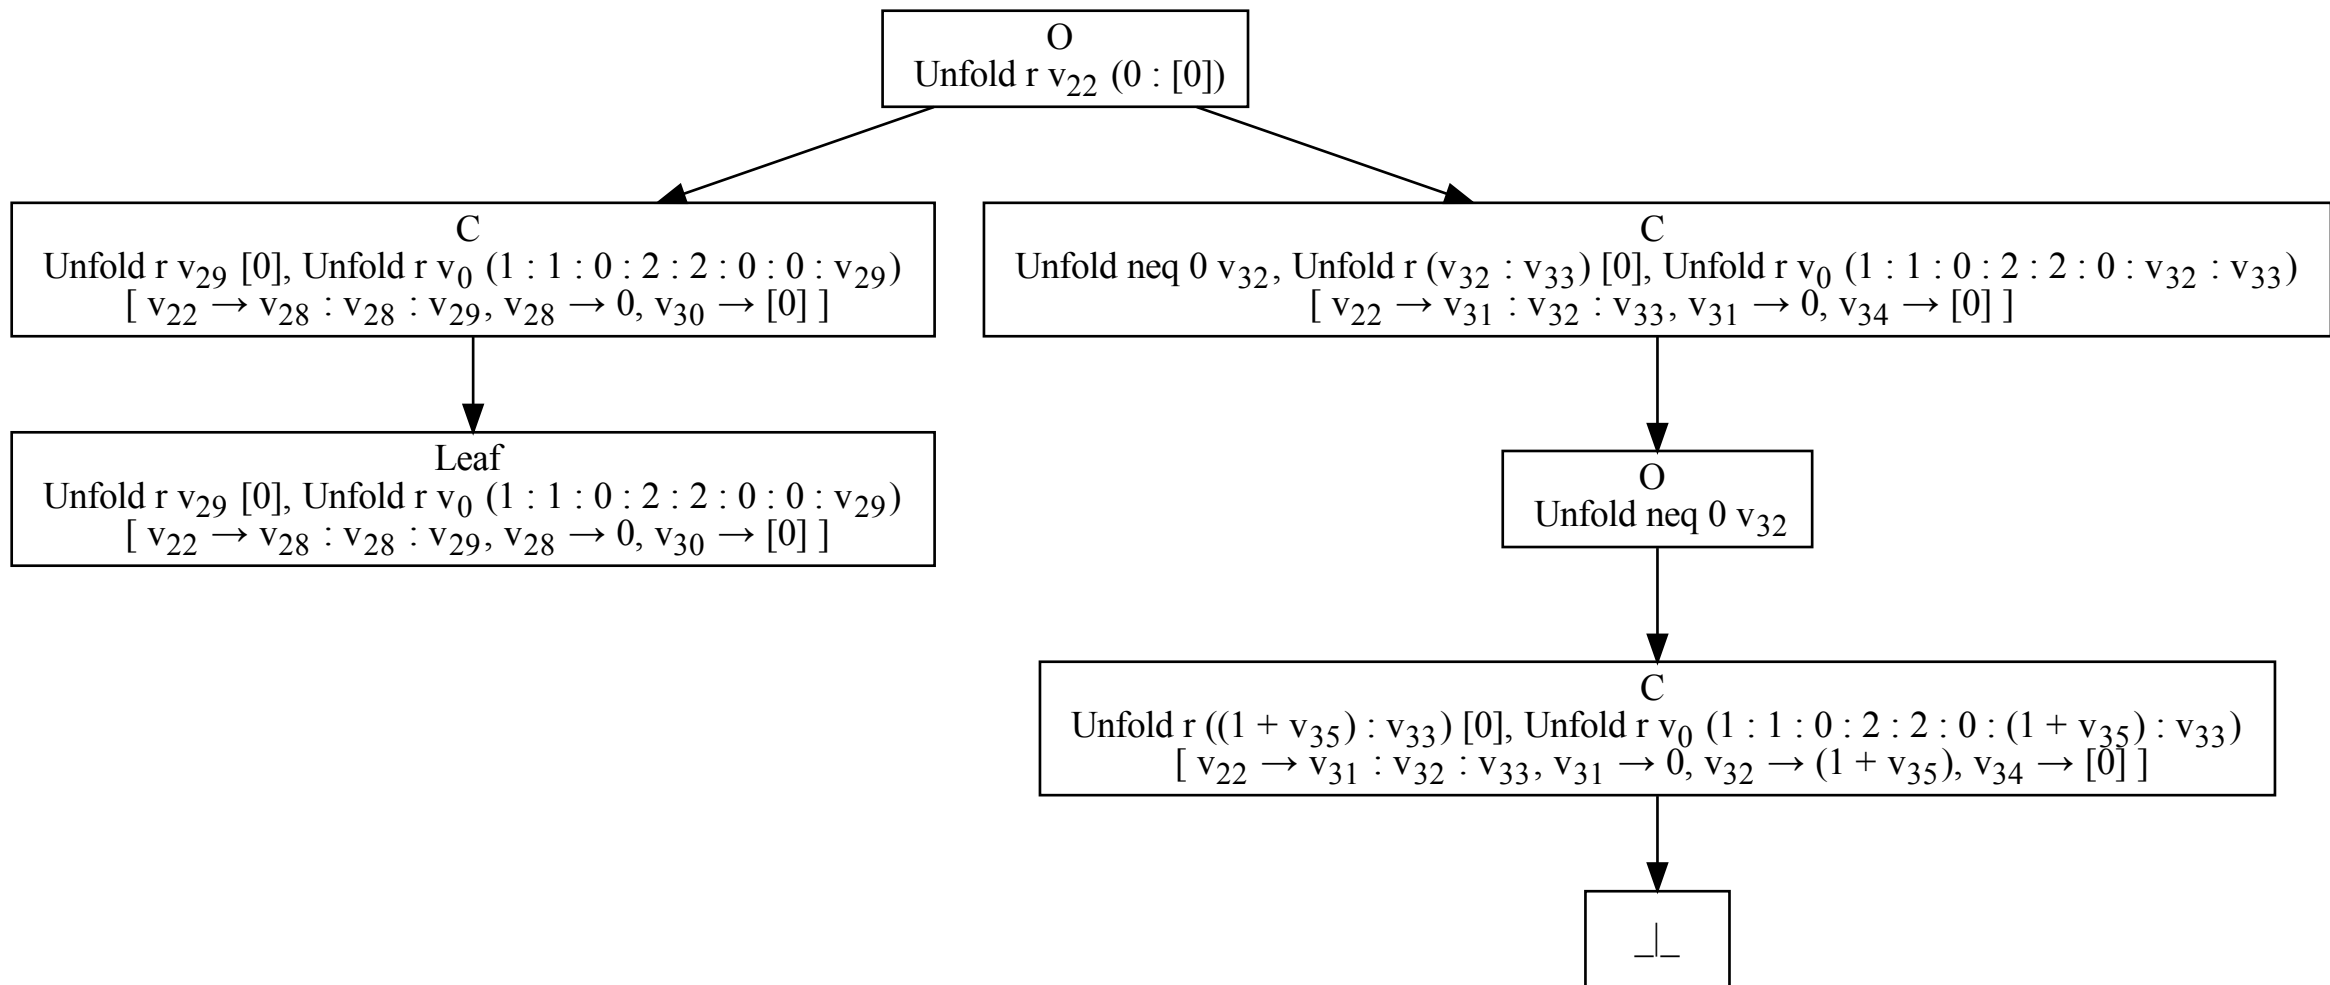 O
Unfold r v₂₂ (0 : [0])
C
Unfold r v₂₉ [0], Unfold r v₀ (1 : 1 : 0 : 2 : 2 : 0 : 0 : v₂₉)
[ v₂₂ → v₂₈ : v₂₈ : v₂₉, v₂₈ → 0, v₃₀ → [0] ]
C
Unfold neq 0 v₃₂, Unfold r (v₃₂ : v₃₃) [0], Unfold r v₀ (1 : 1 : 0 : 2 : 2 : 0 : v₃₂ : v₃₃)
[ v₂₂ → v₃₁ : v₃₂ : v₃₃, v₃₁ → 0, v₃₄ → [0] ]
Leaf
Unfold r v₂₉ [0], Unfold r v₀ (1 : 1 : 0 : 2 : 2 : 0 : 0 : v₂₉)
[ v₂₂ → v₂₈ : v₂₈ : v₂₉, v₂₈ → 0, v₃₀ → [0] ]
O
Unfold neq 0 v₃₂
C
Unfold r ((1 + v₃₅) : v₃₃) [0], Unfold r v₀ (1 : 1 : 0 : 2 : 2 : 0 : (1 + v₃₅) : v₃₃)
[ v₂₂ → v₃₁ : v₃₂ : v₃₃, v₃₁ → 0, v₃₂ → (1 + v₃₅), v₃₄ → [0] ]
_|_